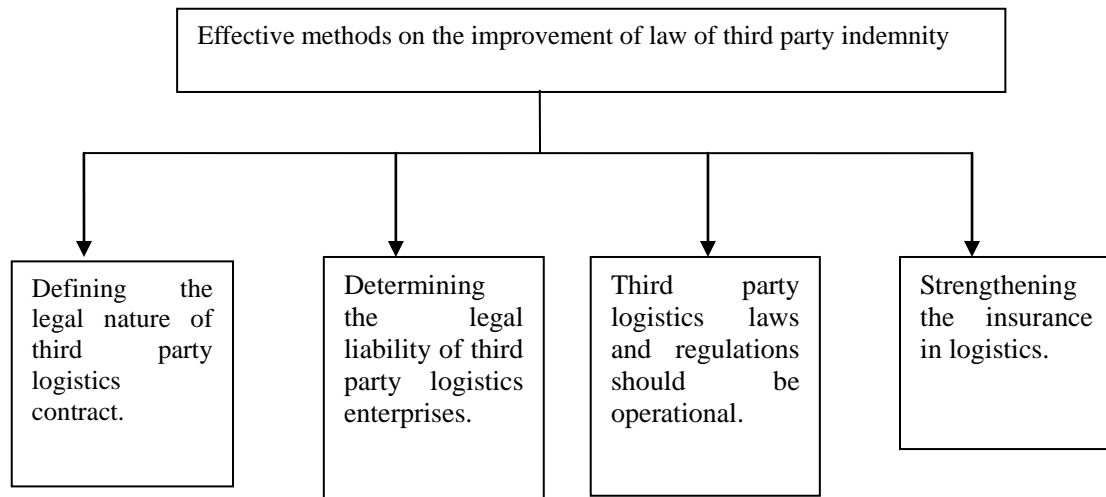 Effective methods on the improvement of law of third party indemnity
Defining the
legal nature of
third party
logistics
contract.
Determining
the legal
liability of third
party logistics
enterprises.
Third party
logistics laws
and regulations
should be
operational.
Strengthening
the insurance
in logistics.